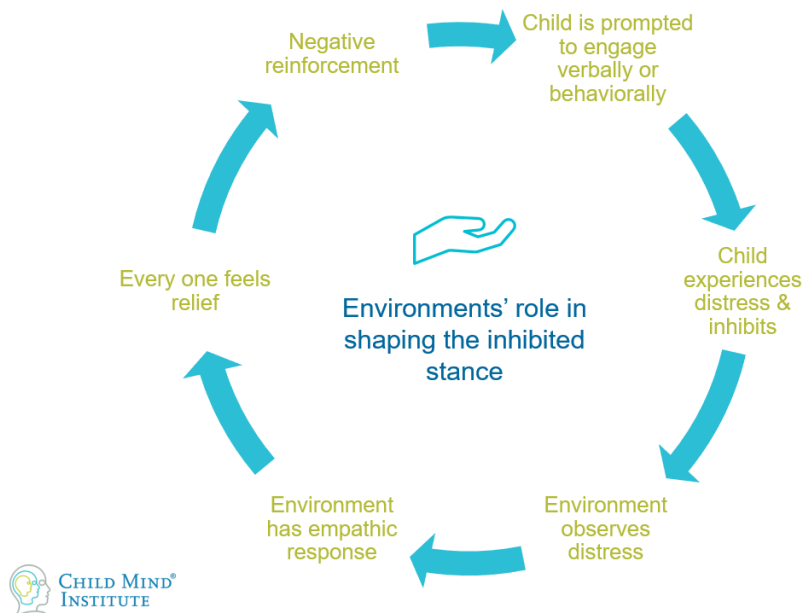 Negative
reinforcement
Child is prompted
to engage
verbally or
behaviorally
Child
experiences
distress &
inhibits
Environment
observes
distress
Environment
has empathic
response
Every one feels
relief
Environments’ role in
shaping the inhibited
stance
CHILD MIND®
INSTITUTE